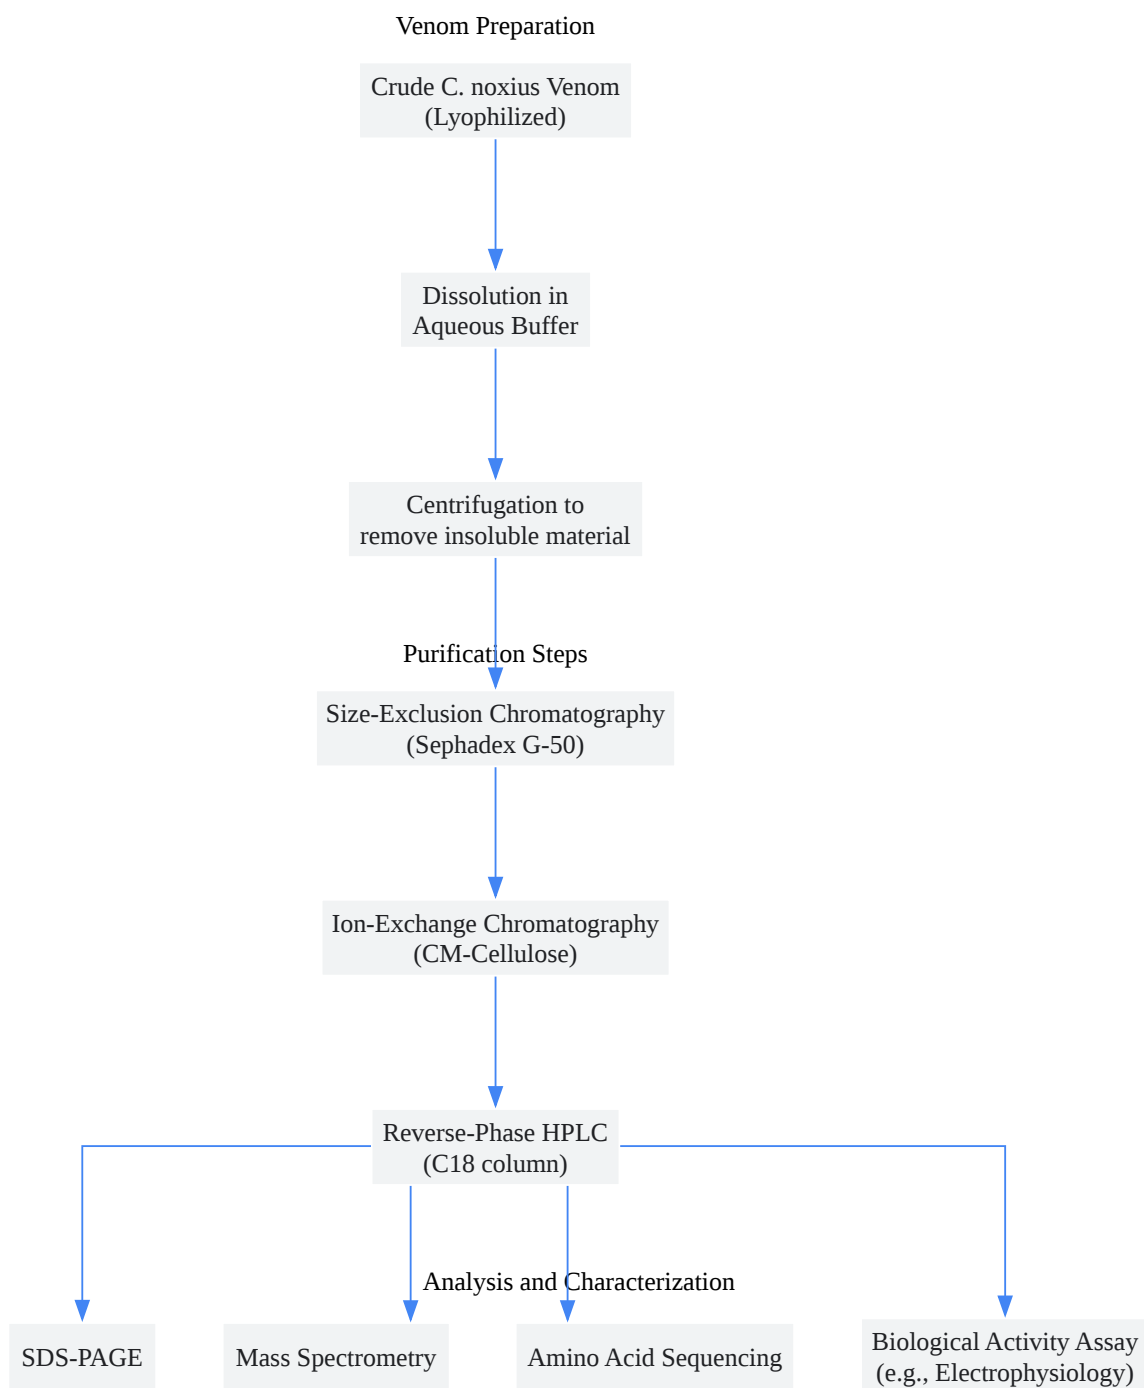 Venom Preparation
Crude C. noxius Venom
(Lyophilized)
Dissolution in
Aqueous Buffer
Centrifugation to
remove insoluble material
Purification Steps
Size-Exclusion Chromatography
(Sephadex G-50)
Ion-Exchange Chromatography
(CM-Cellulose)
Reverse-Phase HPLC
(C18 column)
Analysis and Characterization
SDS-PAGE
Mass Spectrometry
Amino Acid Sequencing
Biological Activity Assay
(e.g., Electrophysiology)